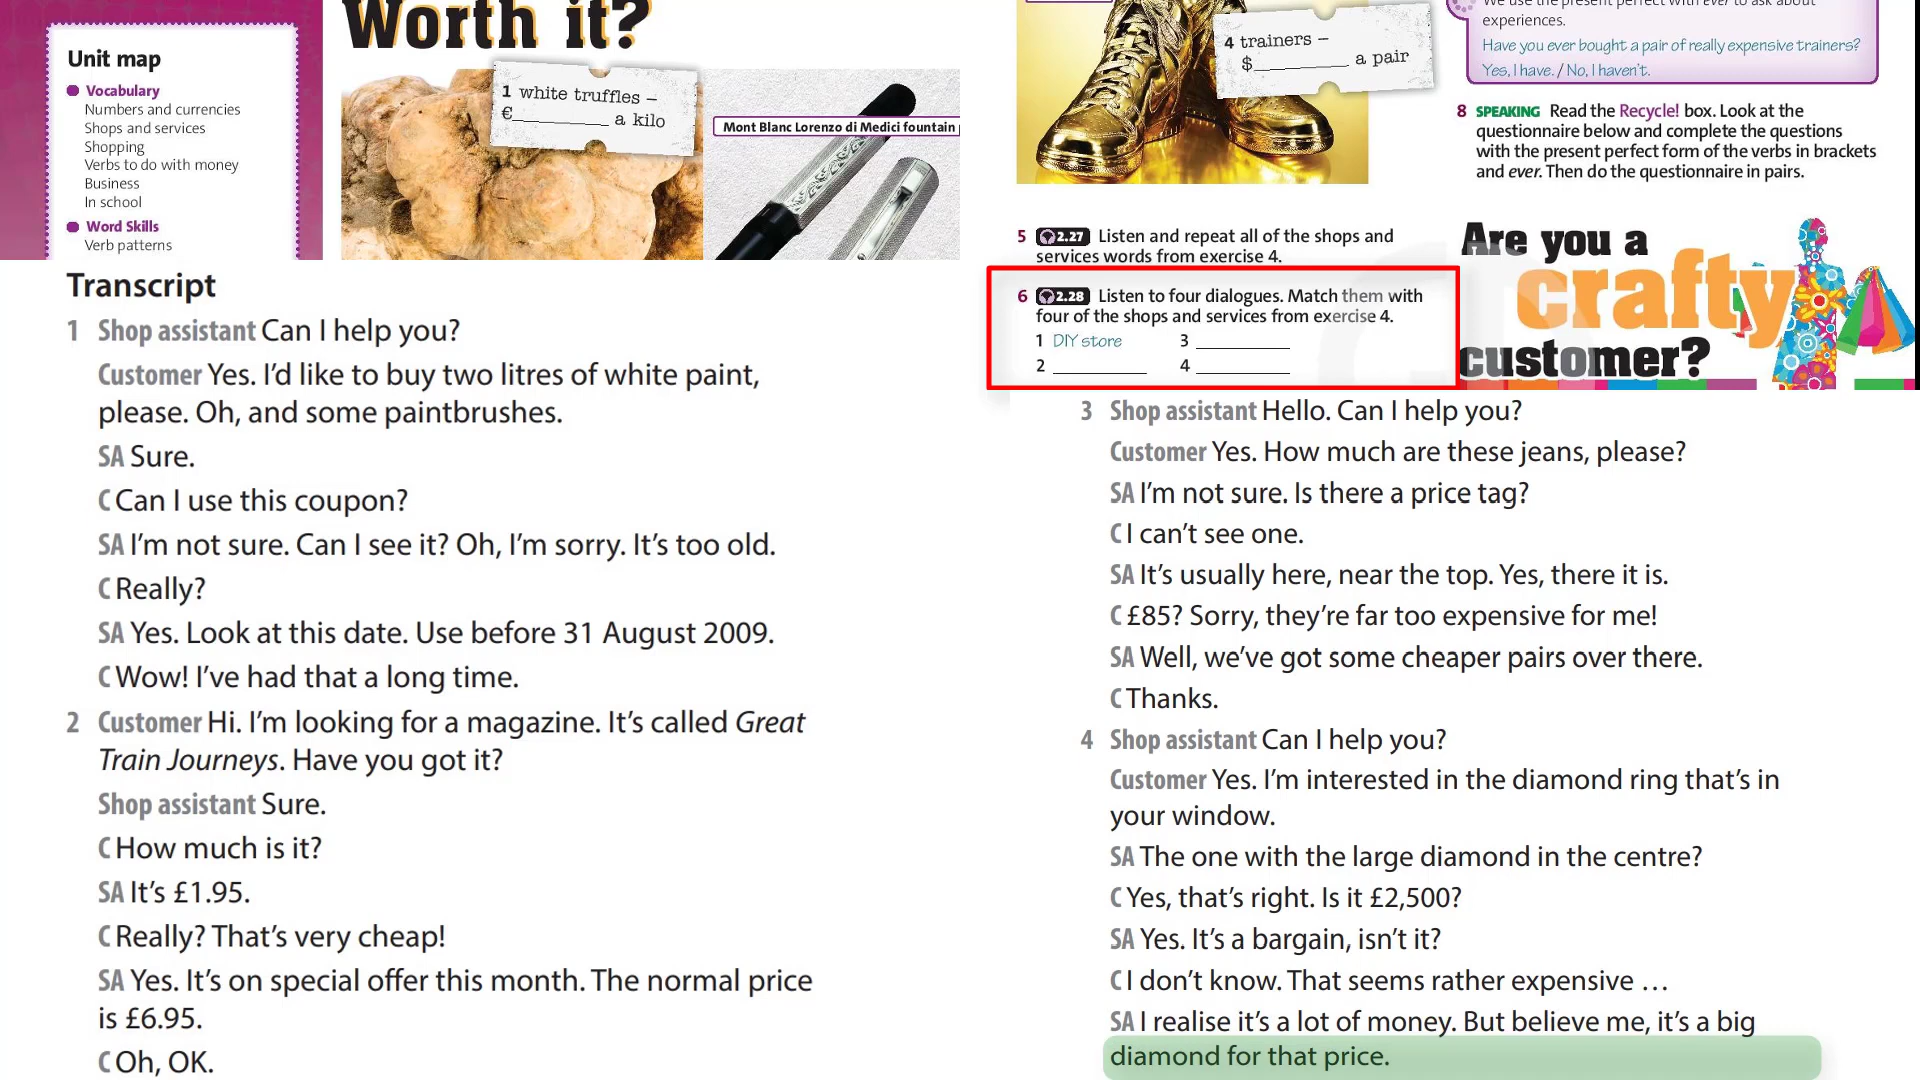 Worth it?
Unit map
Vocabulary
Numbers and currencies
Shops and services
Shopping
Verbs to do with money
Business
In school
Word Skills
Verb patterns
1 white truffles –
€__________ a kilo
Mont Blanc Lorenzo di Medici fountain
4 trainers –
$__________ a pair
We use the present perfect with ever to ask about
experiences.
Have you ever bought a pair of really expensive trainers?
Yes, I have. / No, I haven't.
8 SPEAKING Read the Recycle! box. Look at the
questionnaire below and complete the questions
with the present perfect form of the verbs in brackets
and ever. Then do the questionnaire in pairs.
5 2.27 Listen and repeat all of the shops and
services words from exercise 4.
6 2.28 Listen to four dialogues. Match them with
four of the shops and services from exercise 4.
1 DIY store 3 __________
2 __________ 4 __________
Are you a
crafty
customer?
Transcript
1 Shop assistant Can I help you?
Customer Yes. I'd like to buy two litres of white paint,
please. Oh, and some paintbrushes.
SA Sure.
C Can I use this coupon?
SA I'm not sure. Can I see it? Oh, I'm sorry. It's too old.
C Really?
SA Yes. Look at this date. Use before 31 August 2009.
C Wow! I've had that a long time.
2 Customer Hi. I'm looking for a magazine. It's called Great
Train Journeys. Have you got it?
Shop assistant Sure.
C How much is it?
SA It's £1.95.
C Really? That's very cheap!
SA Yes. It's on special offer this month. The normal price
is £6.95.
C Oh, OK.
3 Shop assistant Hello. Can I help you?
Customer Yes. How much are these jeans, please?
SA I'm not sure. Is there a price tag?
C I can't see one.
SA It's usually here, near the top. Yes, there it is.
C £85? Sorry, they're far too expensive for me!
SA Well, we've got some cheaper pairs over there.
C Thanks.
4 Shop assistant Can I help you?
Customer Yes. I'm interested in the diamond ring that's in
your window.
SA The one with the large diamond in the centre?
C Yes, that's right. Is it £2,500?
SA Yes. It's a bargain, isn't it?
C I don't know. That seems rather expensive …
SA I realise it's a lot of money. But believe me, it's a big
diamond for that price.